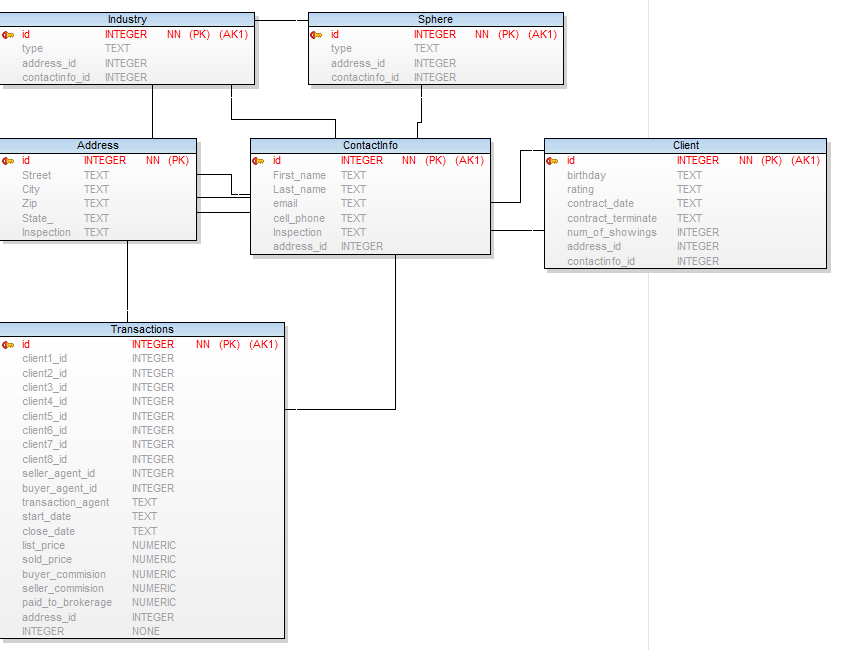 Industry
id INTEGER NN (PK) (AK1)
type TEXT
address_id INTEGER
contactinfo_id INTEGER
Sphere
id INTEGER NN (PK) (AK1)
type TEXT
address_id INTEGER
contactinfo_id INTEGER
Address
id INTEGER NN (PK)
Street TEXT
City TEXT
Zip TEXT
State_ TEXT
Inspection TEXT
ContactInfo
id INTEGER NN (PK) (AK1)
First_name TEXT
Last_name TEXT
email TEXT
cell_phone TEXT
Inspection TEXT
address_id INTEGER
Client
id INTEGER NN (PK) (AK1)
birthday TEXT
rating TEXT
contract_date TEXT
contract_terminate TEXT
num_of_showings INTEGER
address_id INTEGER
contactinfo_id INTEGER
Transactions
id INTEGER NN (PK) (AK1)
client1_id INTEGER
client2_id INTEGER
client3_id INTEGER
client4_id INTEGER
client5_id INTEGER
client6_id INTEGER
client7_id INTEGER
client8_id INTEGER
seller_agent_id INTEGER
buyer_agent_id INTEGER
transaction_agent TEXT
start_date TEXT
close_date TEXT
list_price NUMERIC
sold_price NUMERIC
buyer_commision NUMERIC
seller_commision NUMERIC
paid_to_brokerage NUMERIC
address_id INTEGER
INTEGER NONE